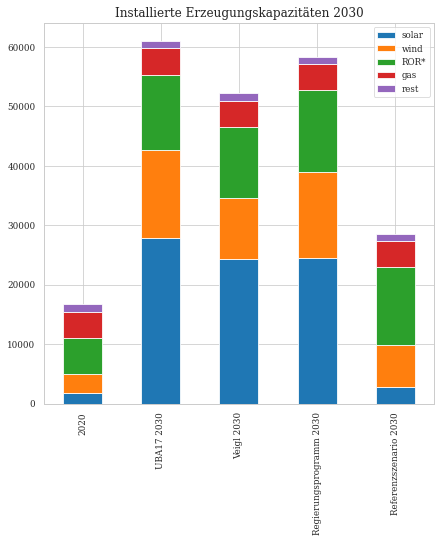 Installierte Erzeugungskapazitäten 2030
solar
wind
ROR*
gas
rest
60000
50000
40000
30000
20000
10000
0
2020
UBA17 2030
Veigl 2030
Regierungsprogramm 2030
Referenzszenario 2030